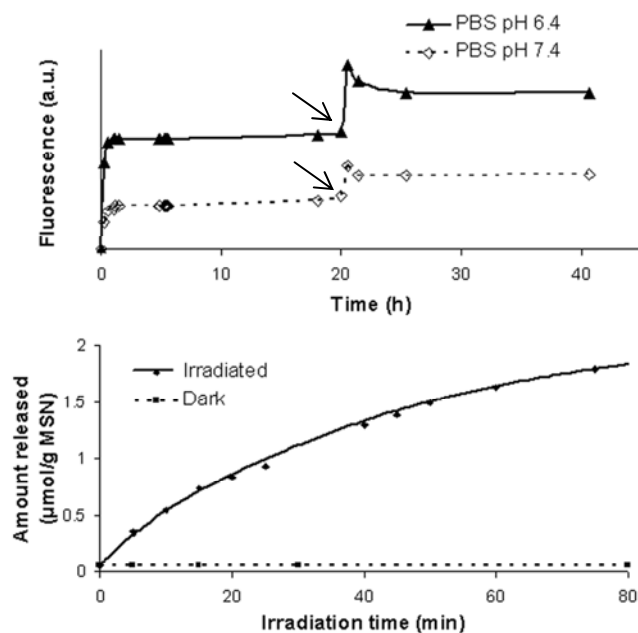 PBS pH 6.4
PBS pH 7.4
Fluorescence (a.u.)
0 10 20 30 40
Time (h)
2
1.5
1
0.5
0
Irradiated
Dark
Amount released
(µmol/g MSN)
0 20 40 60 80
Irradiation time (min)